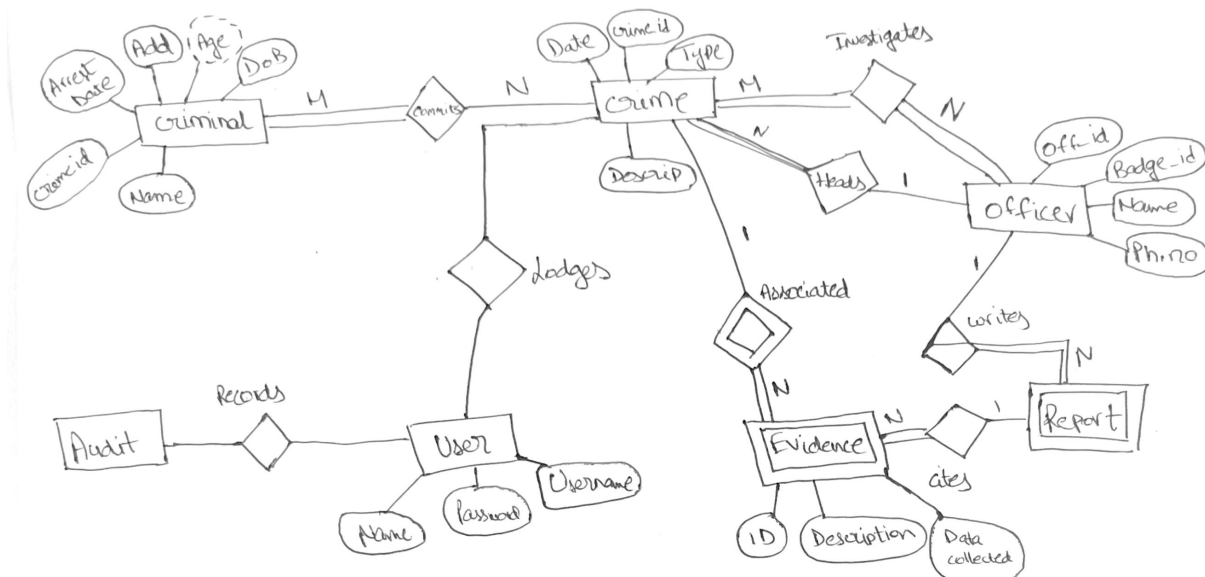 Date
crime id
Type
Add
Age
DoB
Arrest
Date
Criminal
M
Commits
N
Crime
M
Investigates
N
Descrip
N
Heads
1
Off_id
Badge_id
Officer
Name
Ph.no
Crime id
Name
Lodges
1
Associated
N
1
Writes
N
Records
Audit
User
Name
Password
Username
Evidence
N
1
Cites
Report
ID
Description
Data
collected